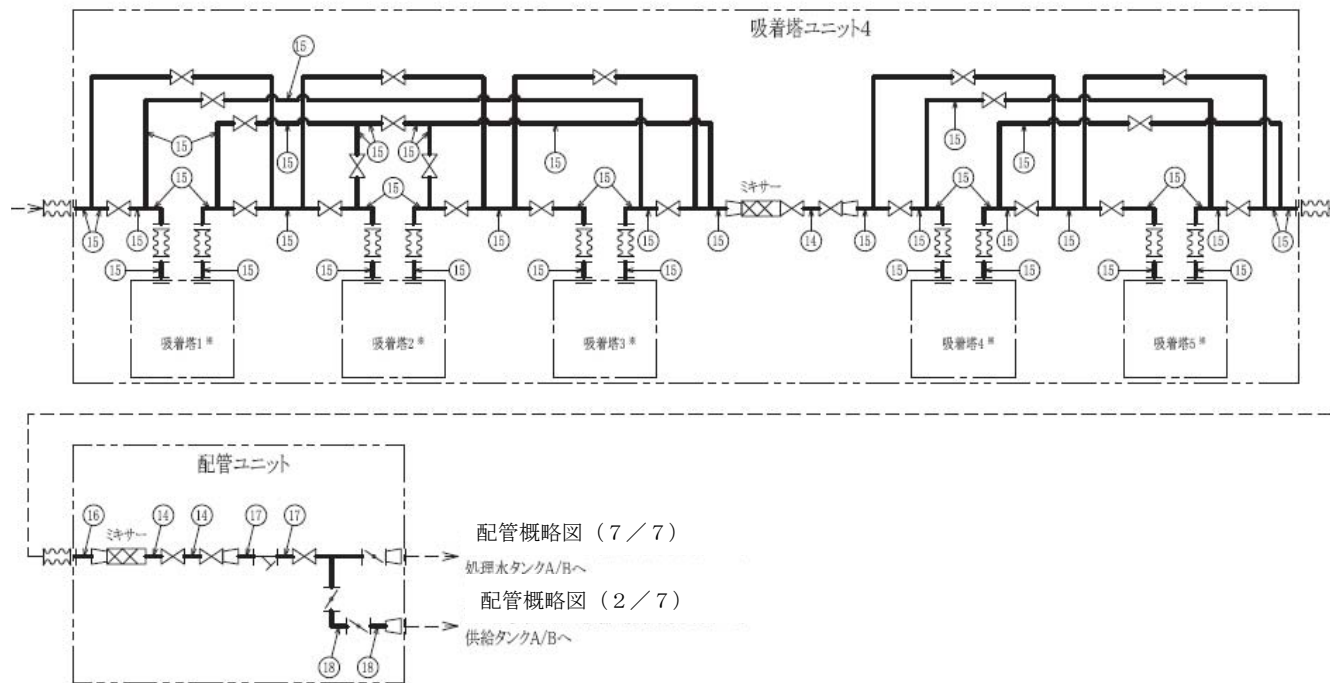 吸着塔ユニット4
⑮
⑮ ⑮ ⑮ ⑮ ⑮ ⑮ ⑮
⑮
⑮ ⑮ ⑮ ⑮ ⑮ ⑮ ミキサー ⑮ ⑮ ⑮ ⑮
⑮ ⑮ ⑮ ⑮ ⑮ ⑮ ⑭ ⑮ ⑮ ⑮ ⑮ ⑮ ⑮
⑮ ⑮ ⑮ ⑮ ⑮ ⑮ ⑮ ⑮ ⑮ ⑮
吸着塔1※ 吸着塔2※ 吸着塔3※ 吸着塔4※ 吸着塔5※
配管ユニット
⑯ ミキサー ⑭ ⑭ ⑰ ⑰
配管概略図(7/7)
処理水タンクA/Bへ
配管概略図(2/7)
供給タンクA/Bへ
⑱ ⑱